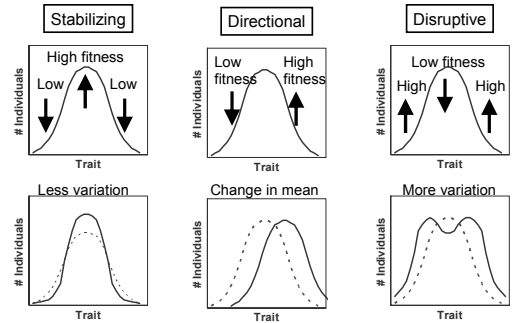 Stabilizing
Directional
Disruptive
# Individuals
High fitness
Low
Low
Trait
# Individuals
Low
fitness
High
fitness
Trait
# Individuals
Low fitness
High
High
Trait
Less variation
# Individuals
Trait
Change in mean
# Individuals
Trait
More variation
# Individuals
Trait